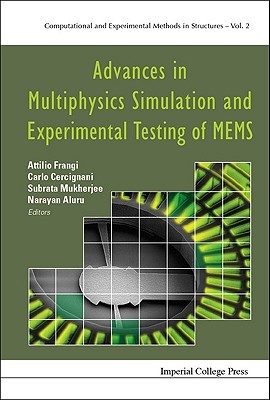 Computational and Experimental Methods in Structures – Vol. 2
Advances in
Multiphysics Simulation and
Experimental Testing of MEMS
Attilio Frangi
Carlo Cercignani
Subrata Mukherjee
Narayan Aluru
Editors
Imperial College Press